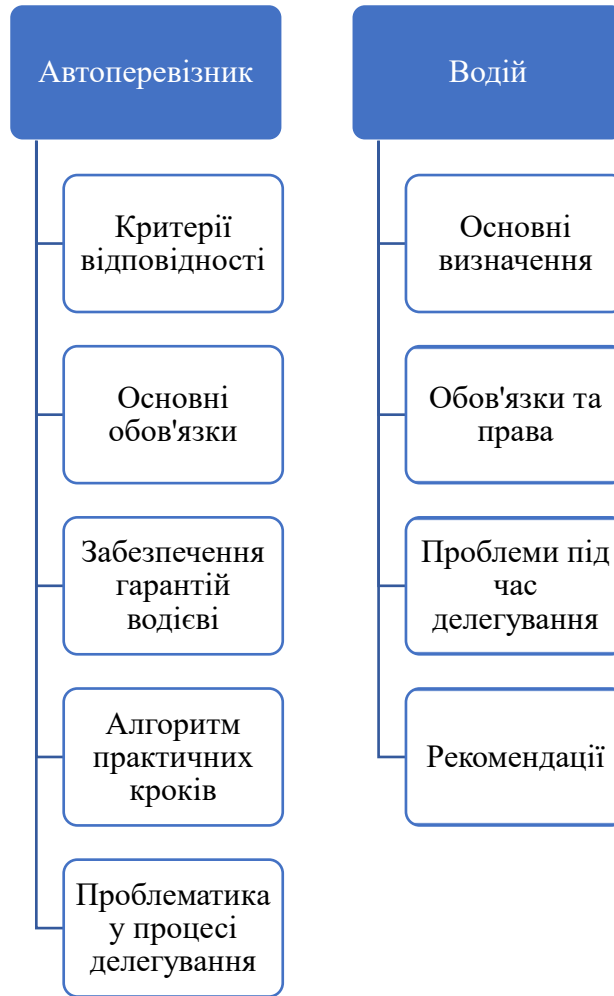 Автоперевізник
Критерії
відповідності
Основні
обов'язки
Забезпечення
гарантій
водієві
Алгоритм
практичних
кроків
Проблематика
у процесі
делегування
Водій
Основні
визначення
Обов'язки та
права
Проблеми під
час
делегування
Рекомендації